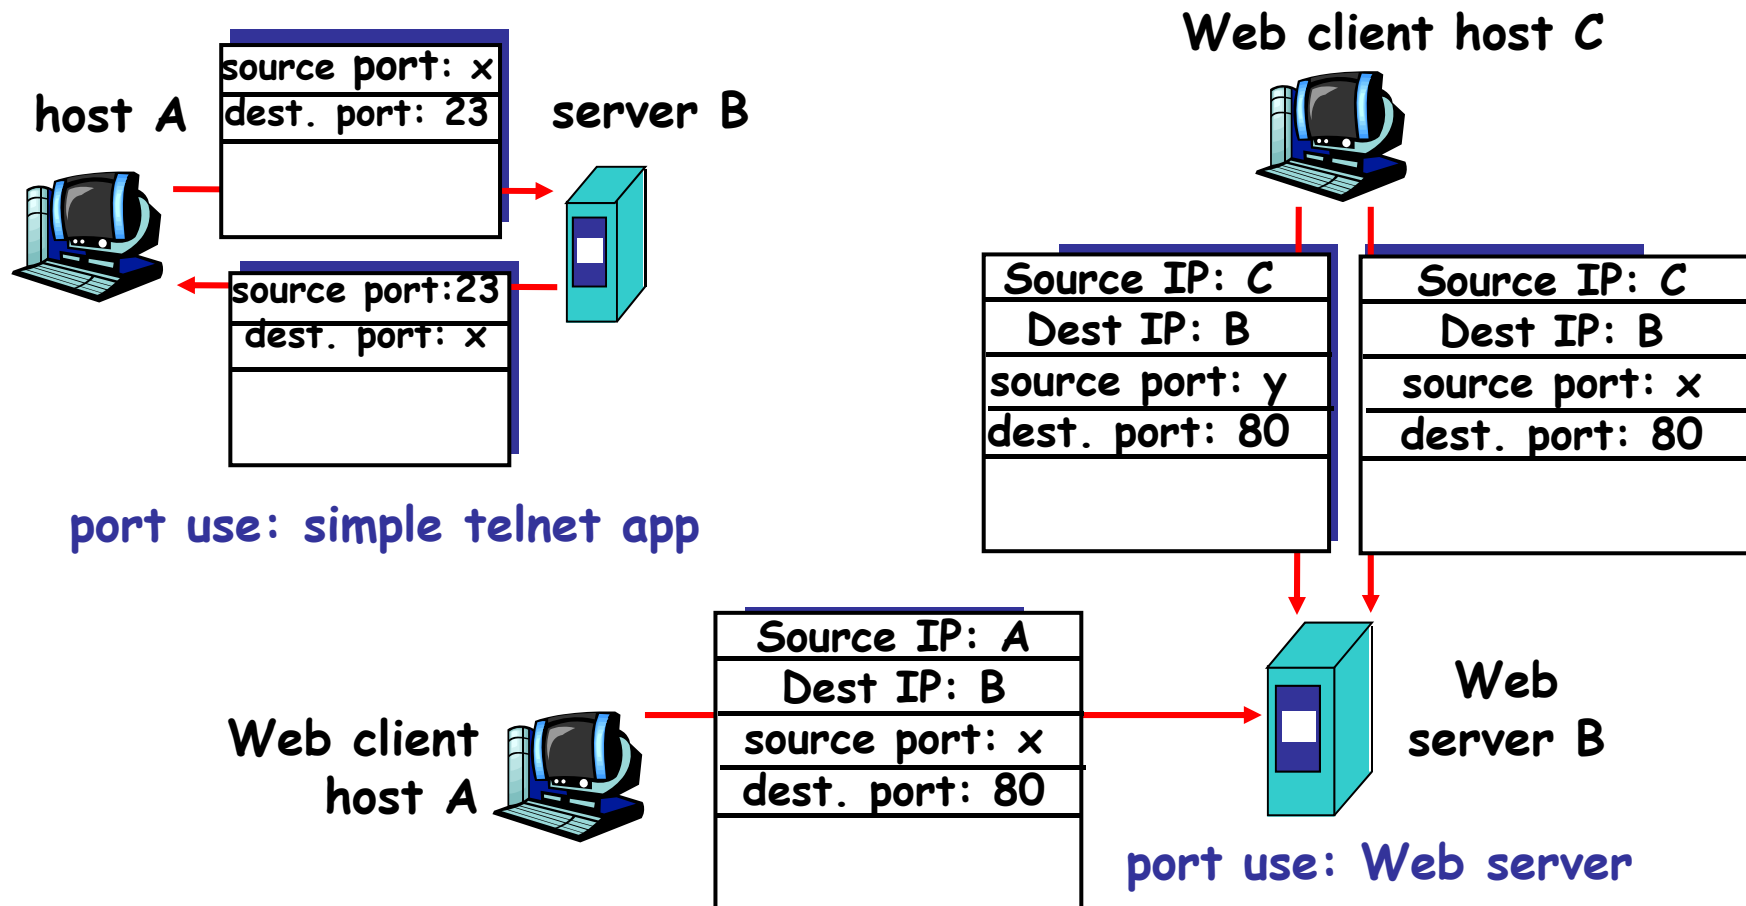 host A
source port: x
dest. port: 23
server B
source port:23
dest. port: x
port use: simple telnet app
Web client host C
Source IP: C
Dest IP: B
source port: y
dest. port: 80
Source IP: C
Dest IP: B
source port: x
dest. port: 80
Web client
host A
Source IP: A
Dest IP: B
source port: x
dest. port: 80
Web
server B
port use: Web server